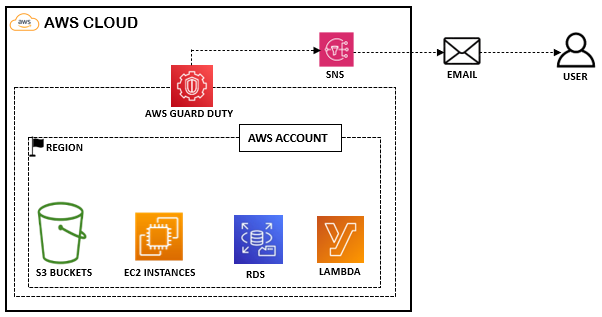 aws
AWS CLOUD
SNS
EMAIL
USER
AWS GUARD DUTY
AWS ACCOUNT
REGION
S3 BUCKETS
EC2 INSTANCES
RDS
LAMBDA